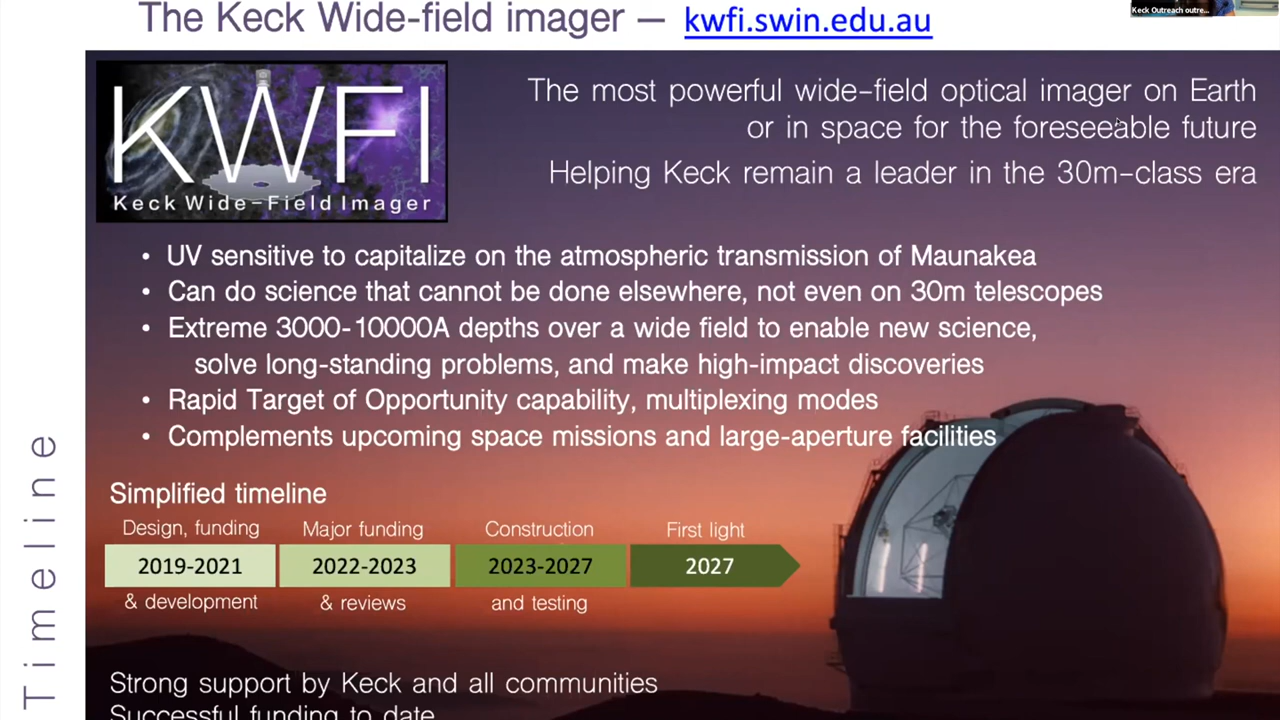 The Keck Wide-field imager — kwfi.swin.edu.au
Keck Outreach outre...
KWFI
Keck Wide-Field Imager
The most powerful wide-field optical imager on Earth
or in space for the foreseeable future
Helping Keck remain a leader in the 30m-class era
• UV sensitive to capitalize on the atmospheric transmission of Maunakea
• Can do science that cannot be done elsewhere, not even on 30m telescopes
• Extreme 3000-10000A depths over a wide field to enable new science,
solve long-standing problems, and make high-impact discoveries
• Rapid Target of Opportunity capability, multiplexing modes
• Complements upcoming space missions and large-aperture facilities
Timeline
Simplified timeline
Design, funding Major funding Construction First light
2019-2021 2022-2023 2023-2027 2027
& development & reviews and testing
Strong support by Keck and all communities
Successful funding to date